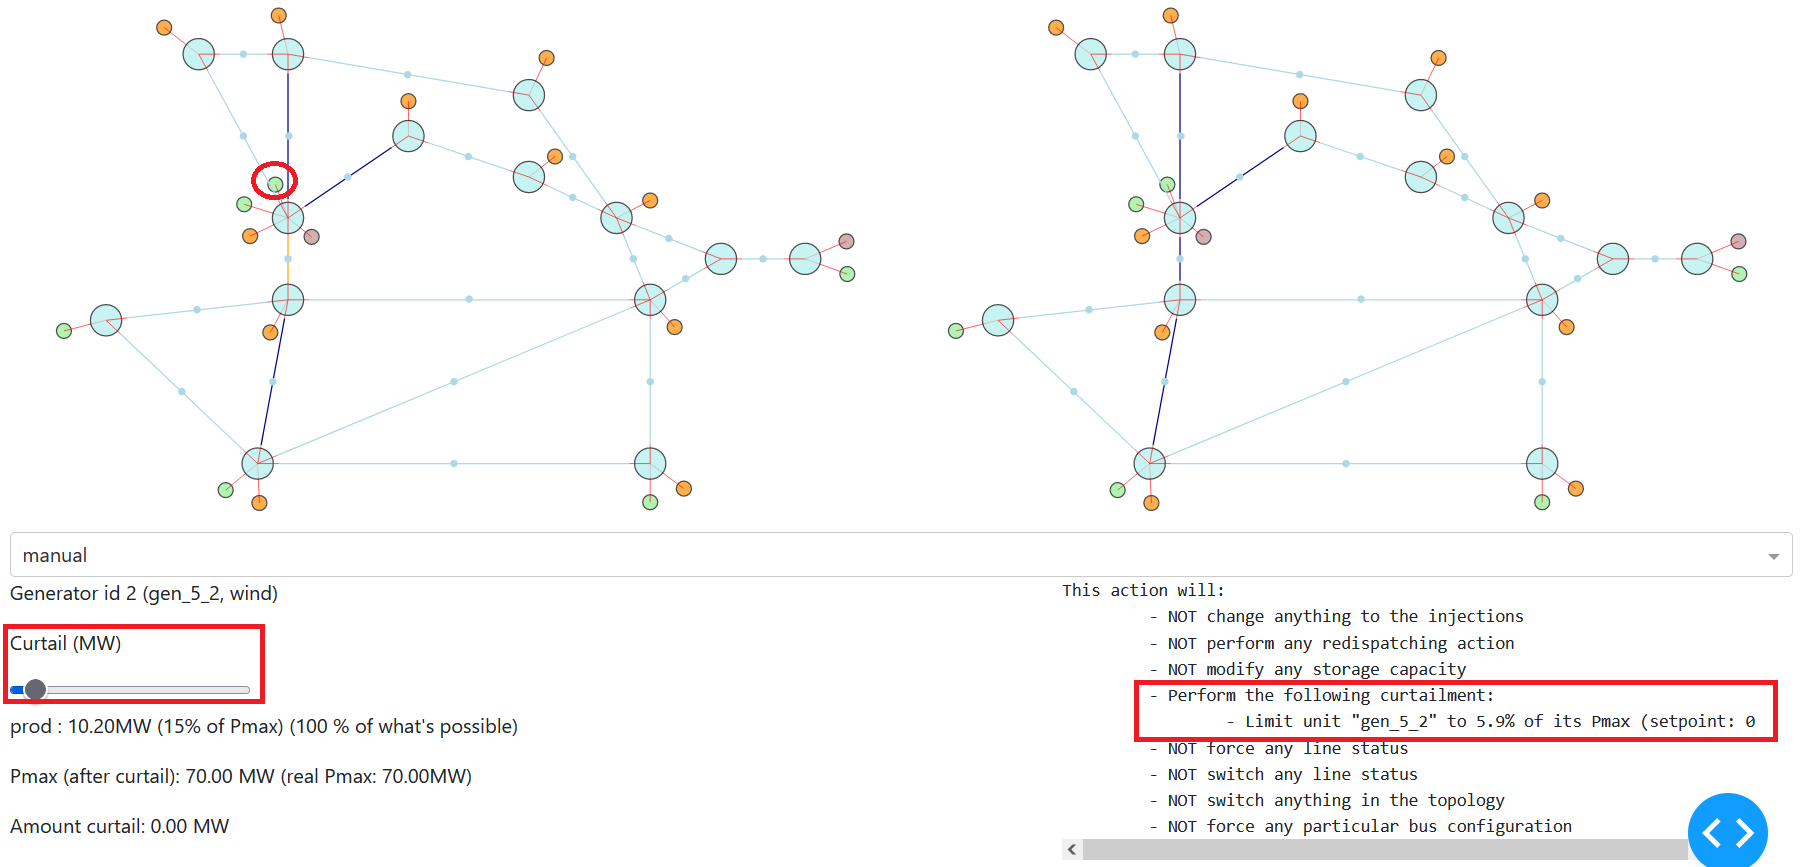 manual
Generator id 2 (gen_5_2, wind)
Curtail (MW)
prod : 10.20MW (15% of Pmax) (100 % of what's possible)
Pmax (after curtail): 70.00 MW (real Pmax: 70.00MW)
Amount curtail: 0.00 MW
This action will:
- NOT change anything to the injections
- NOT perform any redispatching action
- NOT modify any storage capacity
- Perform the following curtailment:
- Limit unit "gen_5_2" to 5.9% of its Pmax (setpoint: 0
- NOT force any line status
- NOT switch any line status
- NOT switch anything in the topology
- NOT force any particular bus configuration